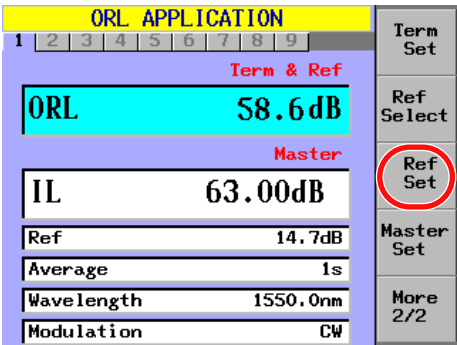 ORL APPLICATION
1 2 3 4 5 6 7 8 9
Term & Ref
ORL 58.6dB
Master
IL 63.00dB
Ref 14.7dB
Average 1s
Wavelength 1550.0nm
Modulation CW
Term
Set
Ref
Select
Ref
Set
Master
Set
More
2/2